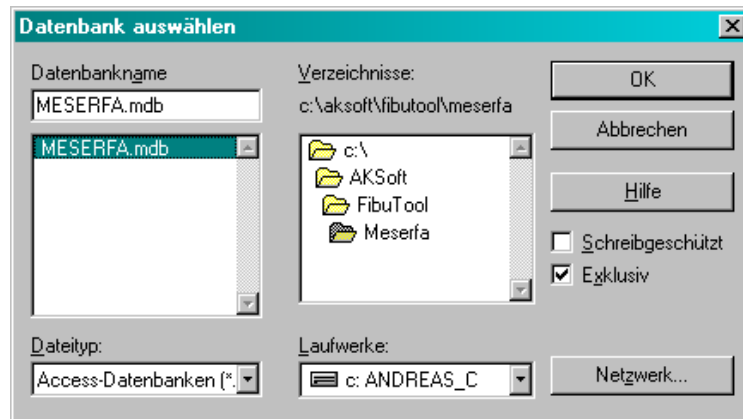 Datenbank auswählen
Datenbankname
MESERFA.mdb
MESERFA.mdb
Dateityp:
Access-Datenbanken (*.
Verzeichnisse:
c:\aksoft\fibutool\meserfa
c:\
AKSoft
FibuTool
Meserfa
Laufwerke:
c: ANDREAS_C
OK
Abbrechen
Hilfe
Schreibgeschützt
Exklusiv
Netzwerk...